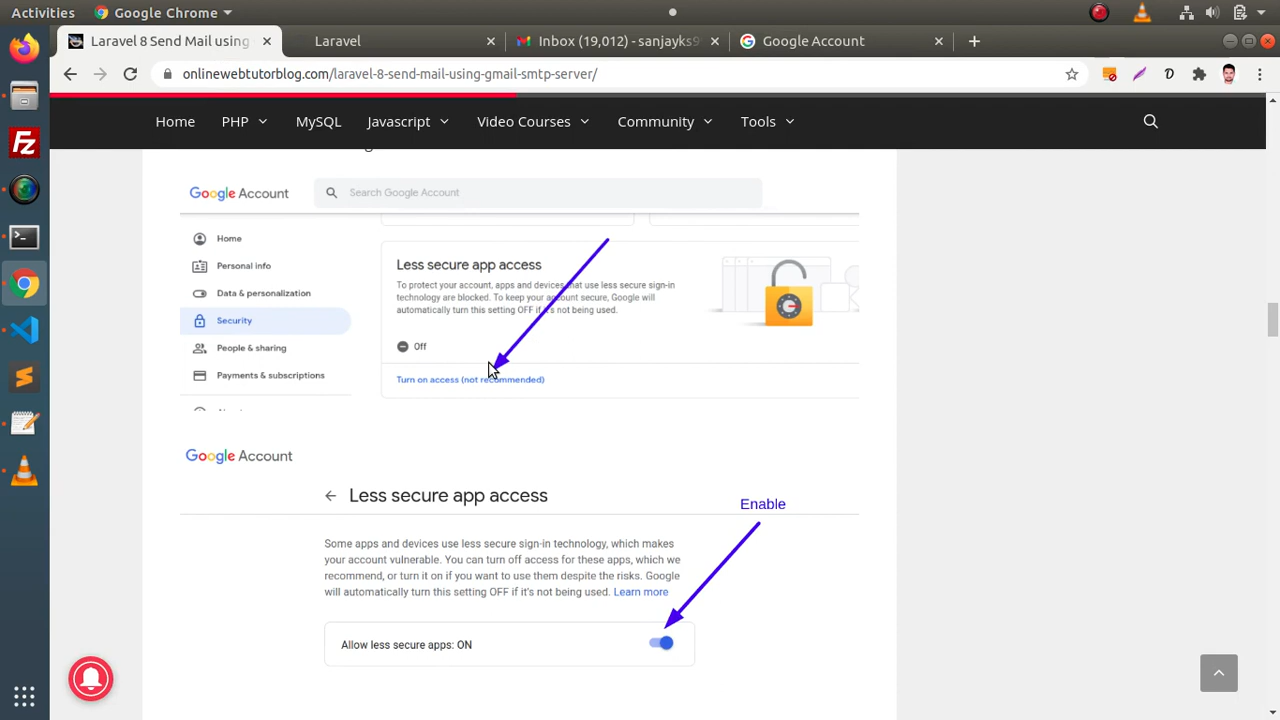 Activities
Google Chrome
Laravel 8 Send Mail using
Laravel
Inbox (19,012) - sanjayks9
Google Account
onlinewebtutorblog.com/laravel-8-send-mail-using-gmail-smtp-server/
Home
PHP
MySQL
Javascript
Video Courses
Community
Tools
Google Account
Search Google Account
Home
Personal info
Data & personalization
Security
People & sharing
Payments & subscriptions
Less secure app access
To protect your account, apps and devices that use less secure sign-in
technology are blocked. To keep your account secure, Google will
automatically turn this setting OFF if it's not being used.
Off
Turn on access (not recommended)
Google Account
Less secure app access
Enable
Some apps and devices use less secure sign-in technology, which makes
your account vulnerable. You can turn off access for these apps, which we
recommend, or turn it on if you want to use them despite the risks. Google
will automatically turn this setting OFF if it's not being used. Learn more
Allow less secure apps: ON